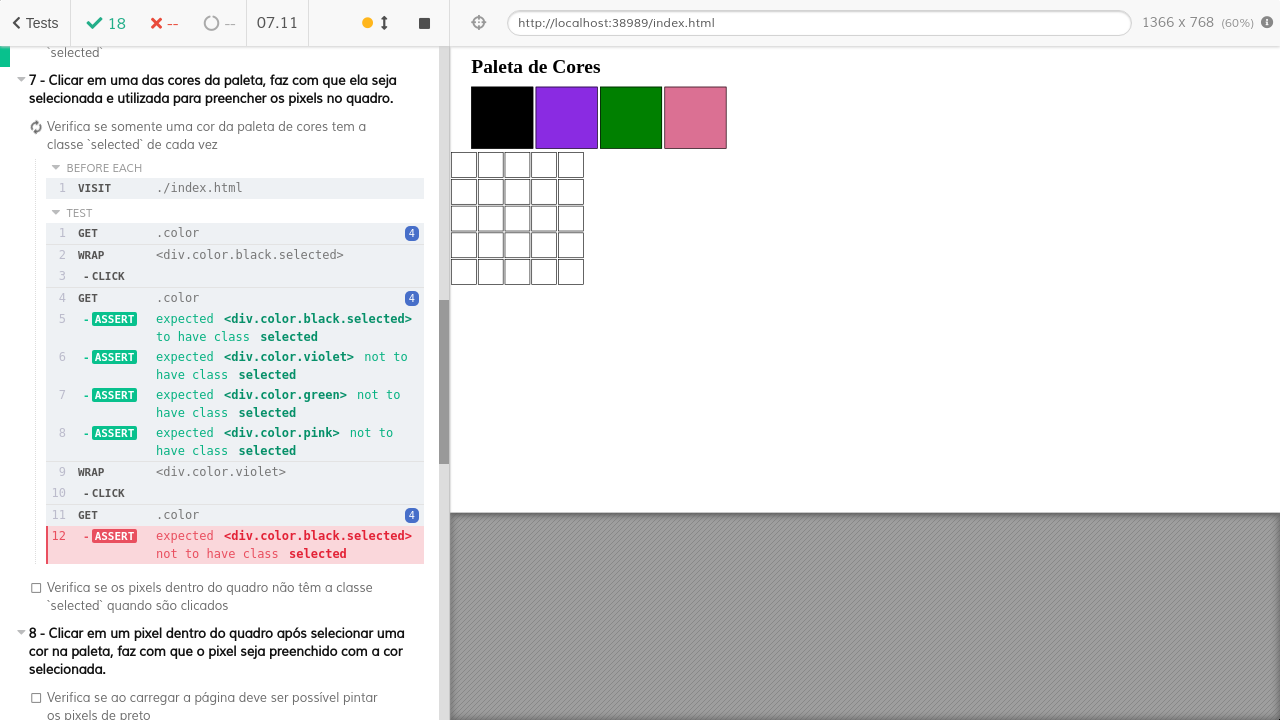 Tests 18 -- -- 07.11
`selected`
7 - Clicar em uma das cores da paleta, faz com que ela seja
selecionada e utilizada para preencher os pixels no quadro.
Verifica se somente uma cor da paleta de cores tem a
classe `selected` de cada vez
BEFORE EACH
1 VISIT ./index.html
TEST
1 GET .color 4
2 WRAP <div.color.black.selected>
3 -CLICK
4 GET .color 4
5 -ASSERT expected <div.color.black.selected>
to have class selected
6 -ASSERT expected <div.color.violet> not to
have class selected
7 -ASSERT expected <div.color.green> not to
have class selected
8 -ASSERT expected <div.color.pink> not to
have class selected
9 WRAP <div.color.violet>
10 -CLICK
11 GET .color 4
12 -ASSERT expected <div.color.black.selected>
not to have class selected
Verifica se os pixels dentro do quadro não têm a classe
`selected` quando são clicados
8 - Clicar em um pixel dentro do quadro após selecionar uma
cor na paleta, faz com que o pixel seja preenchido com a cor
selecionada.
Verifica se ao carregar a página deve ser possível pintar
os pixels de preto
http://localhost:38989/index.html 1366 x 768 (60%)
Paleta de Cores